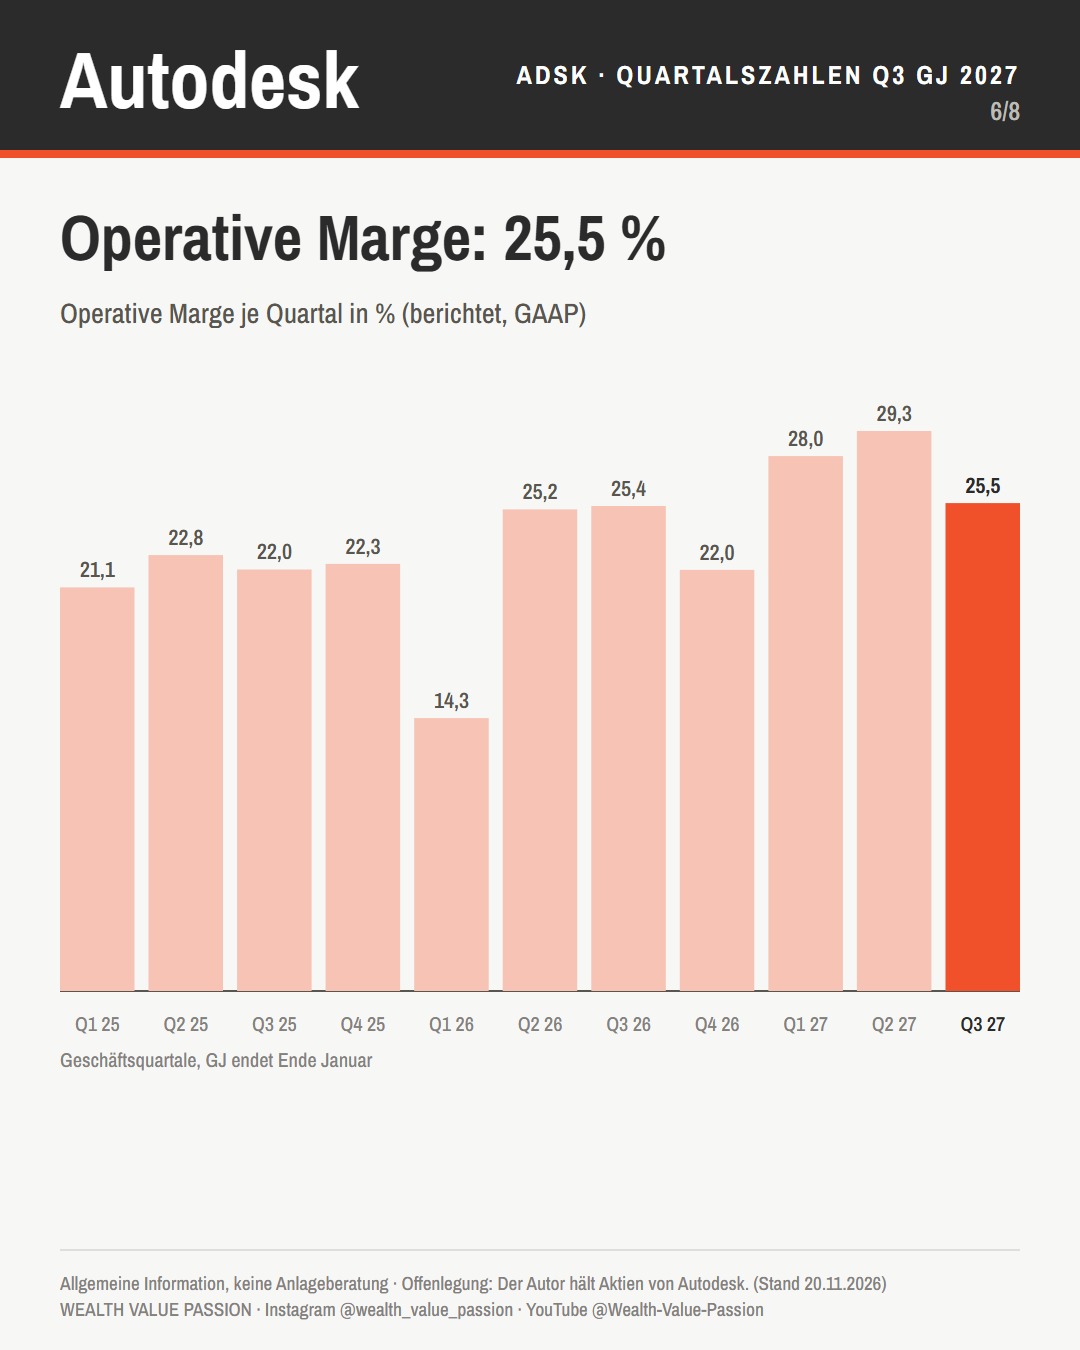 Autodesk
ADSK · QUARTALSZAHLEN Q3 GJ 2027
6/8
Operative Marge: 25,5 %
Operative Marge je Quartal in % (berichtet, GAAP)
21,1
22,8
22,0
22,3
14,3
25,2
25,4
22,0
28,0
29,3
25,5
Q1 25
Q2 25
Q3 25
Q4 25
Q1 26
Q2 26
Q3 26
Q4 26
Q1 27
Q2 27
Q3 27
Geschäftsquartale, GJ endet Ende Januar
Allgemeine Information, keine Anlageberatung · Offenlegung: Der Autor hält Aktien von Autodesk. (Stand 20.11.2026)
WEALTH VALUE PASSION · Instagram @wealth_value_passion · YouTube @Wealth-Value-Passion